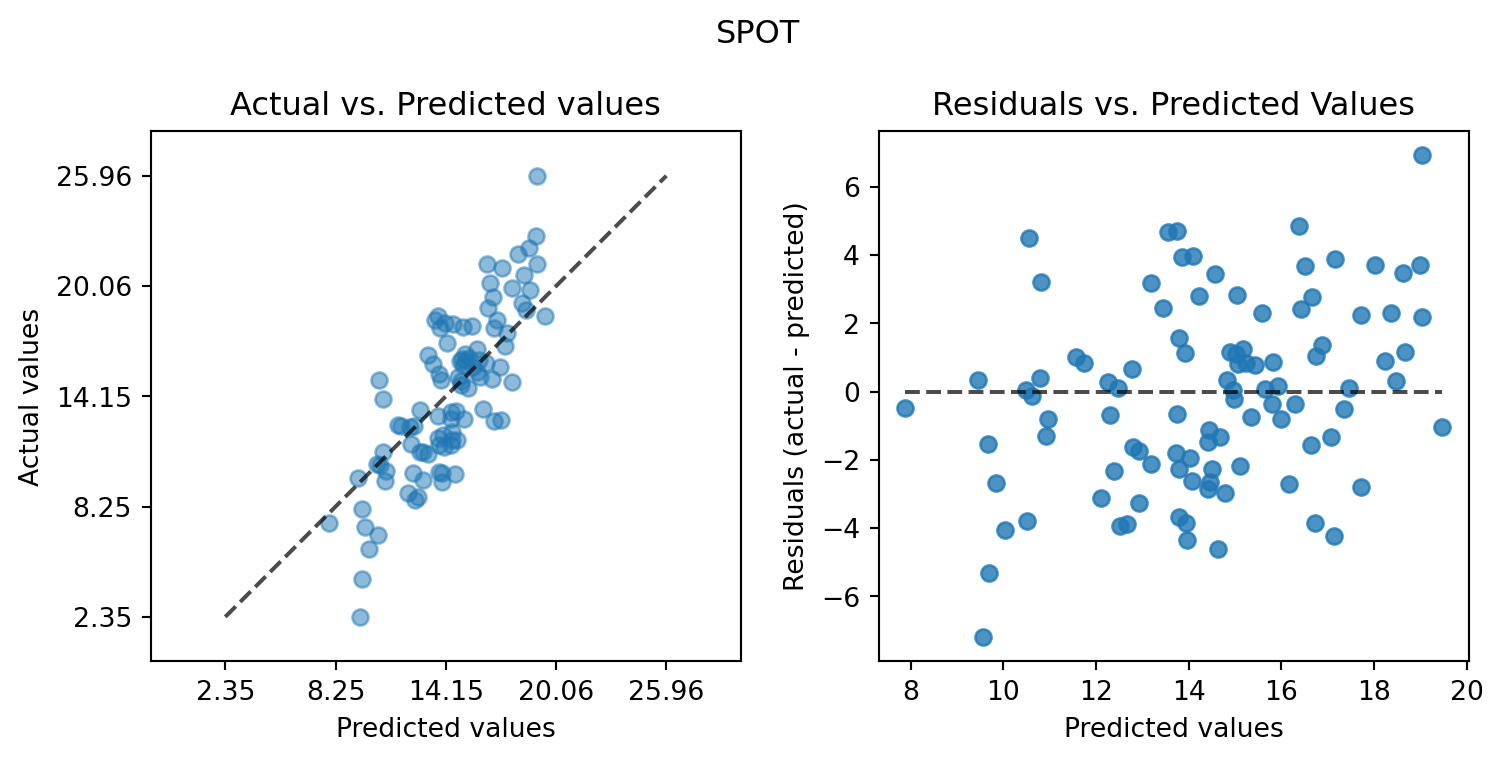 SPOT
Actual vs. Predicted values
Actual values
25.96
20.06
14.15
8.25
2.35
2.35 8.25 14.15 20.06 25.96
Predicted values
Residuals vs. Predicted Values
Residuals (actual - predicted)
6
4
2
0
−2
−4
−6
8 10 12 14 16 18 20
Predicted values